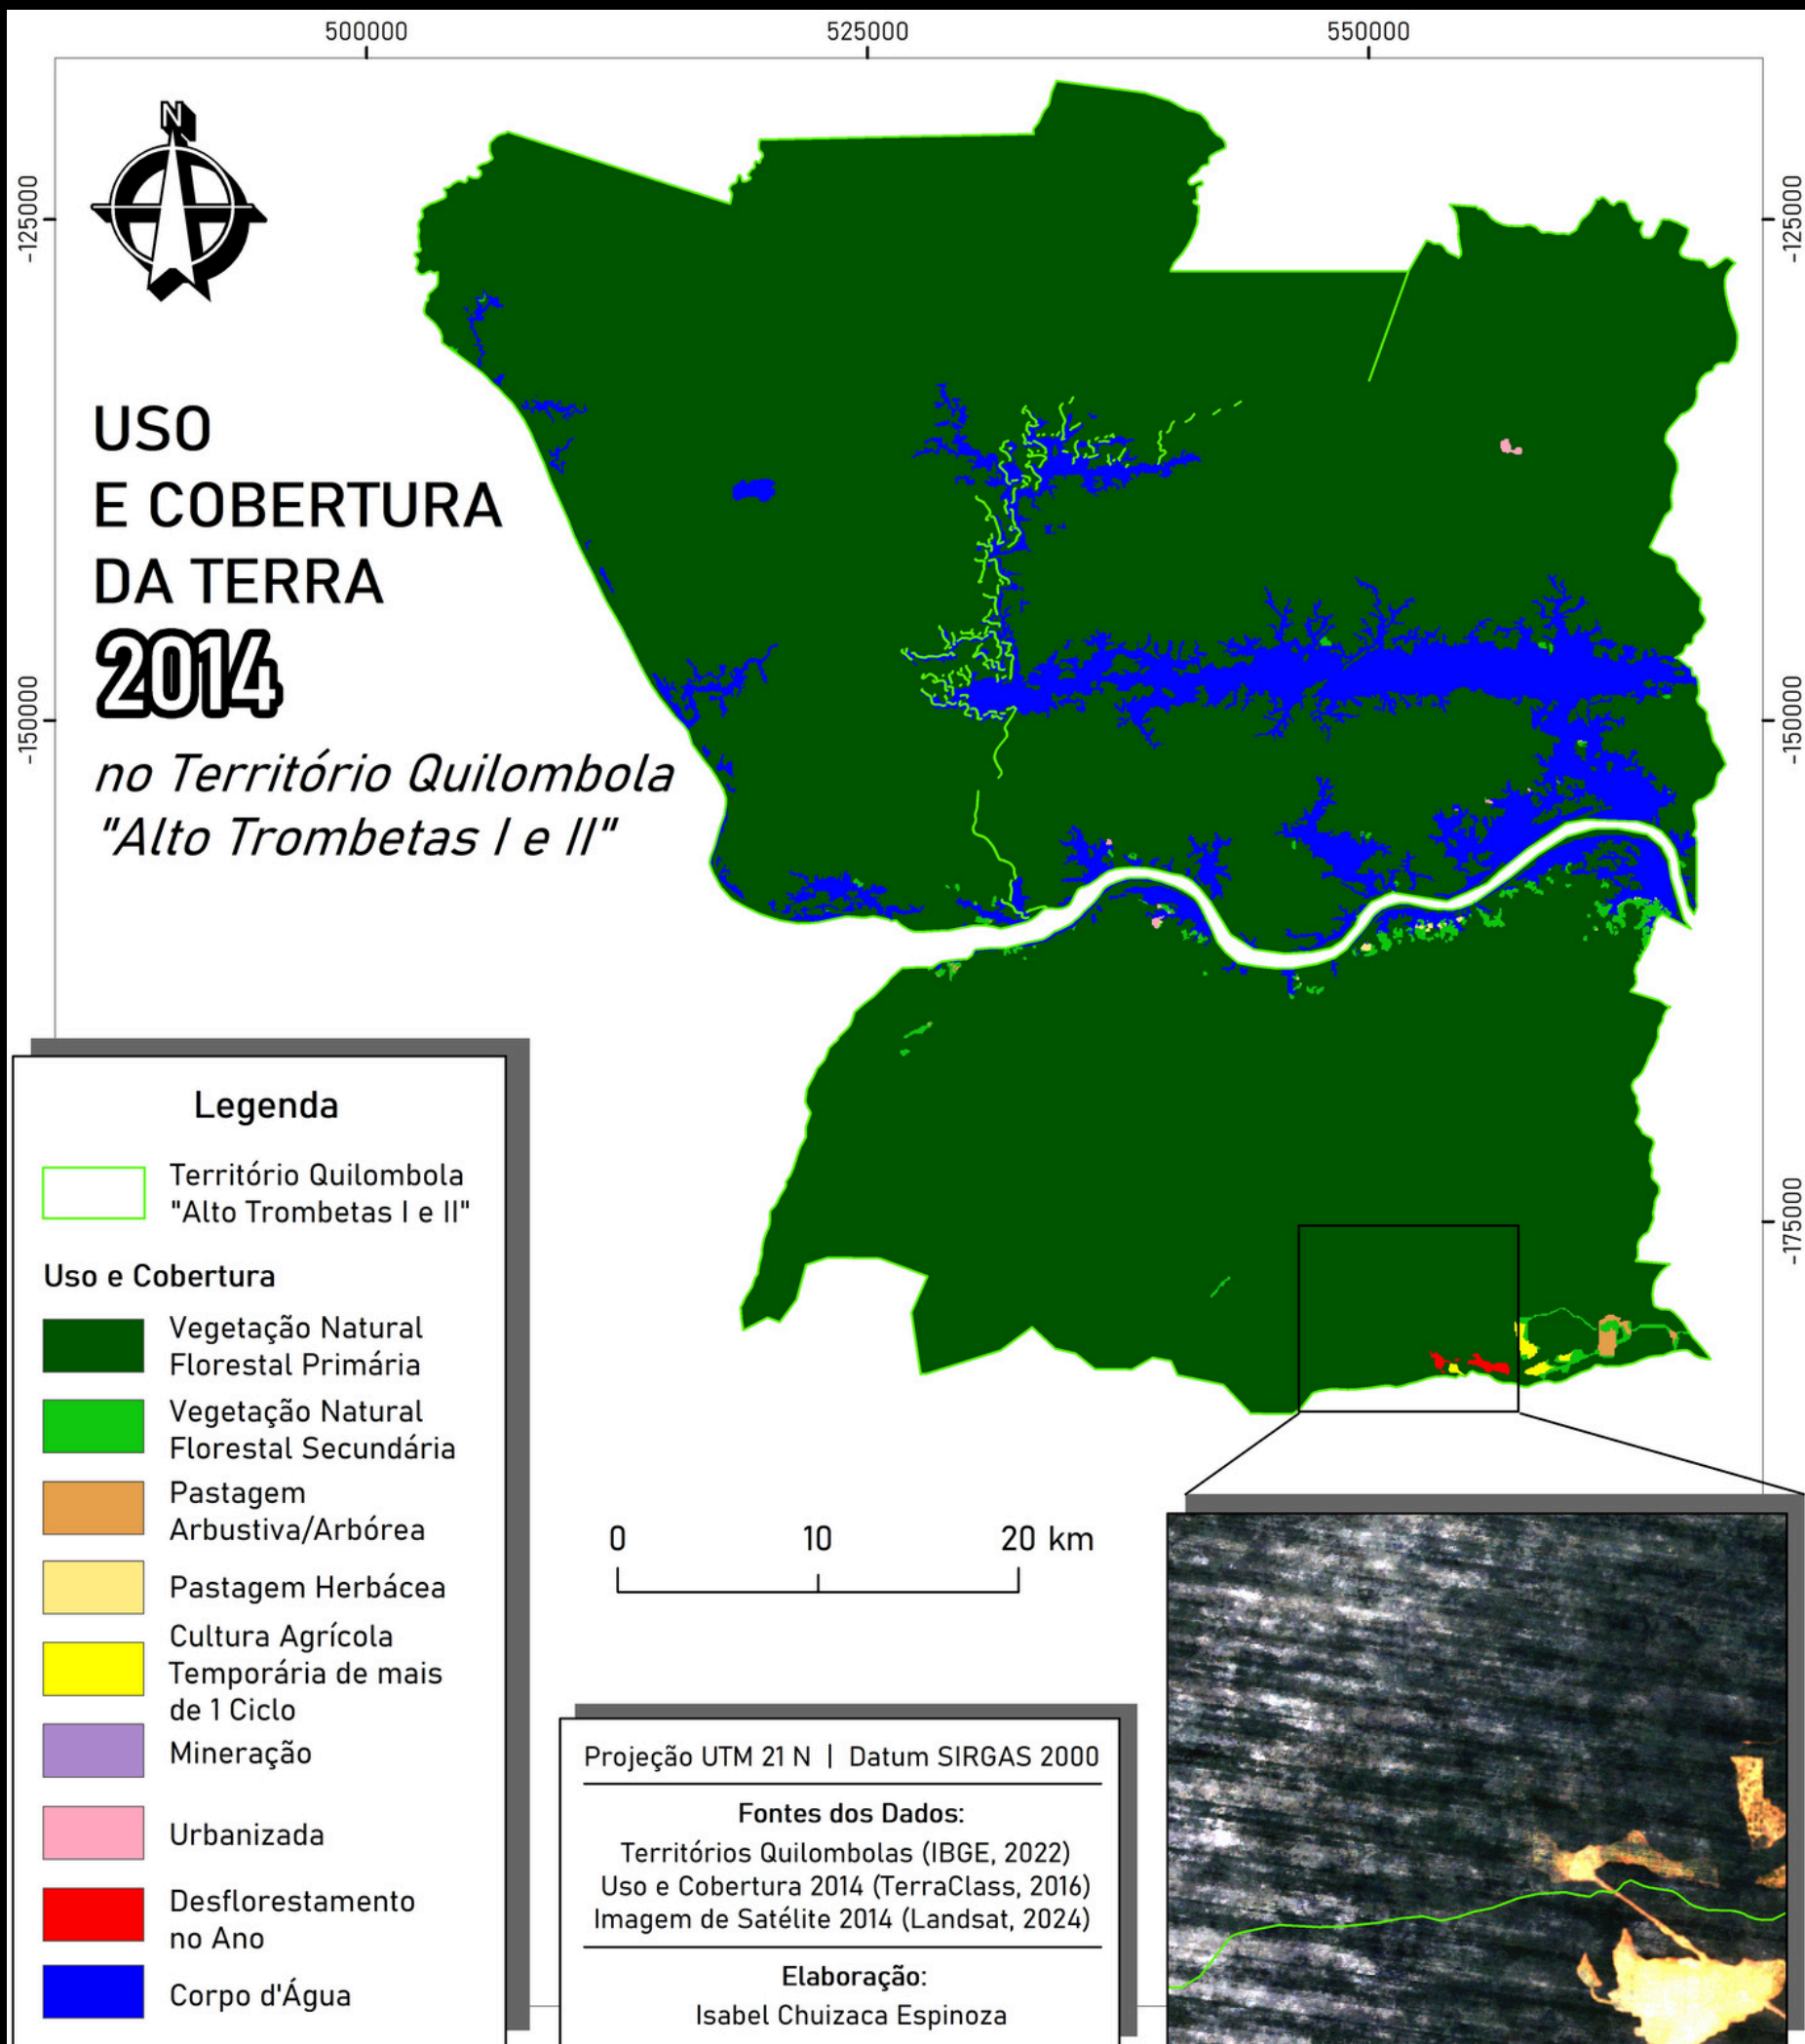 500000
525000
550000
N
-125000
-125000
USO
E COBERTURA
DA TERRA
2014
no Território Quilombola
"Alto Trombetas I e II"
-150000
-150000
-175000
Legenda
Território Quilombola
"Alto Trombetas I e II"
Uso e Cobertura
Vegetação Natural
Florestal Primária
Vegetação Natural
Florestal Secundária
Pastagem
Arbustiva/Arbórea
Pastagem Herbácea
Cultura Agrícola
Temporária de mais
de 1 Ciclo
Mineração
Urbanizada
Desflorestamento
no Ano
Corpo d'Água
0 10 20 km
Projeção UTM 21 N | Datum SIRGAS 2000
Fontes dos Dados:
Territórios Quilombolas (IBGE, 2022)
Uso e Cobertura 2014 (TerraClass, 2016)
Imagem de Satélite 2014 (Landsat, 2024)
Elaboração:
Isabel Chuizaca Espinoza